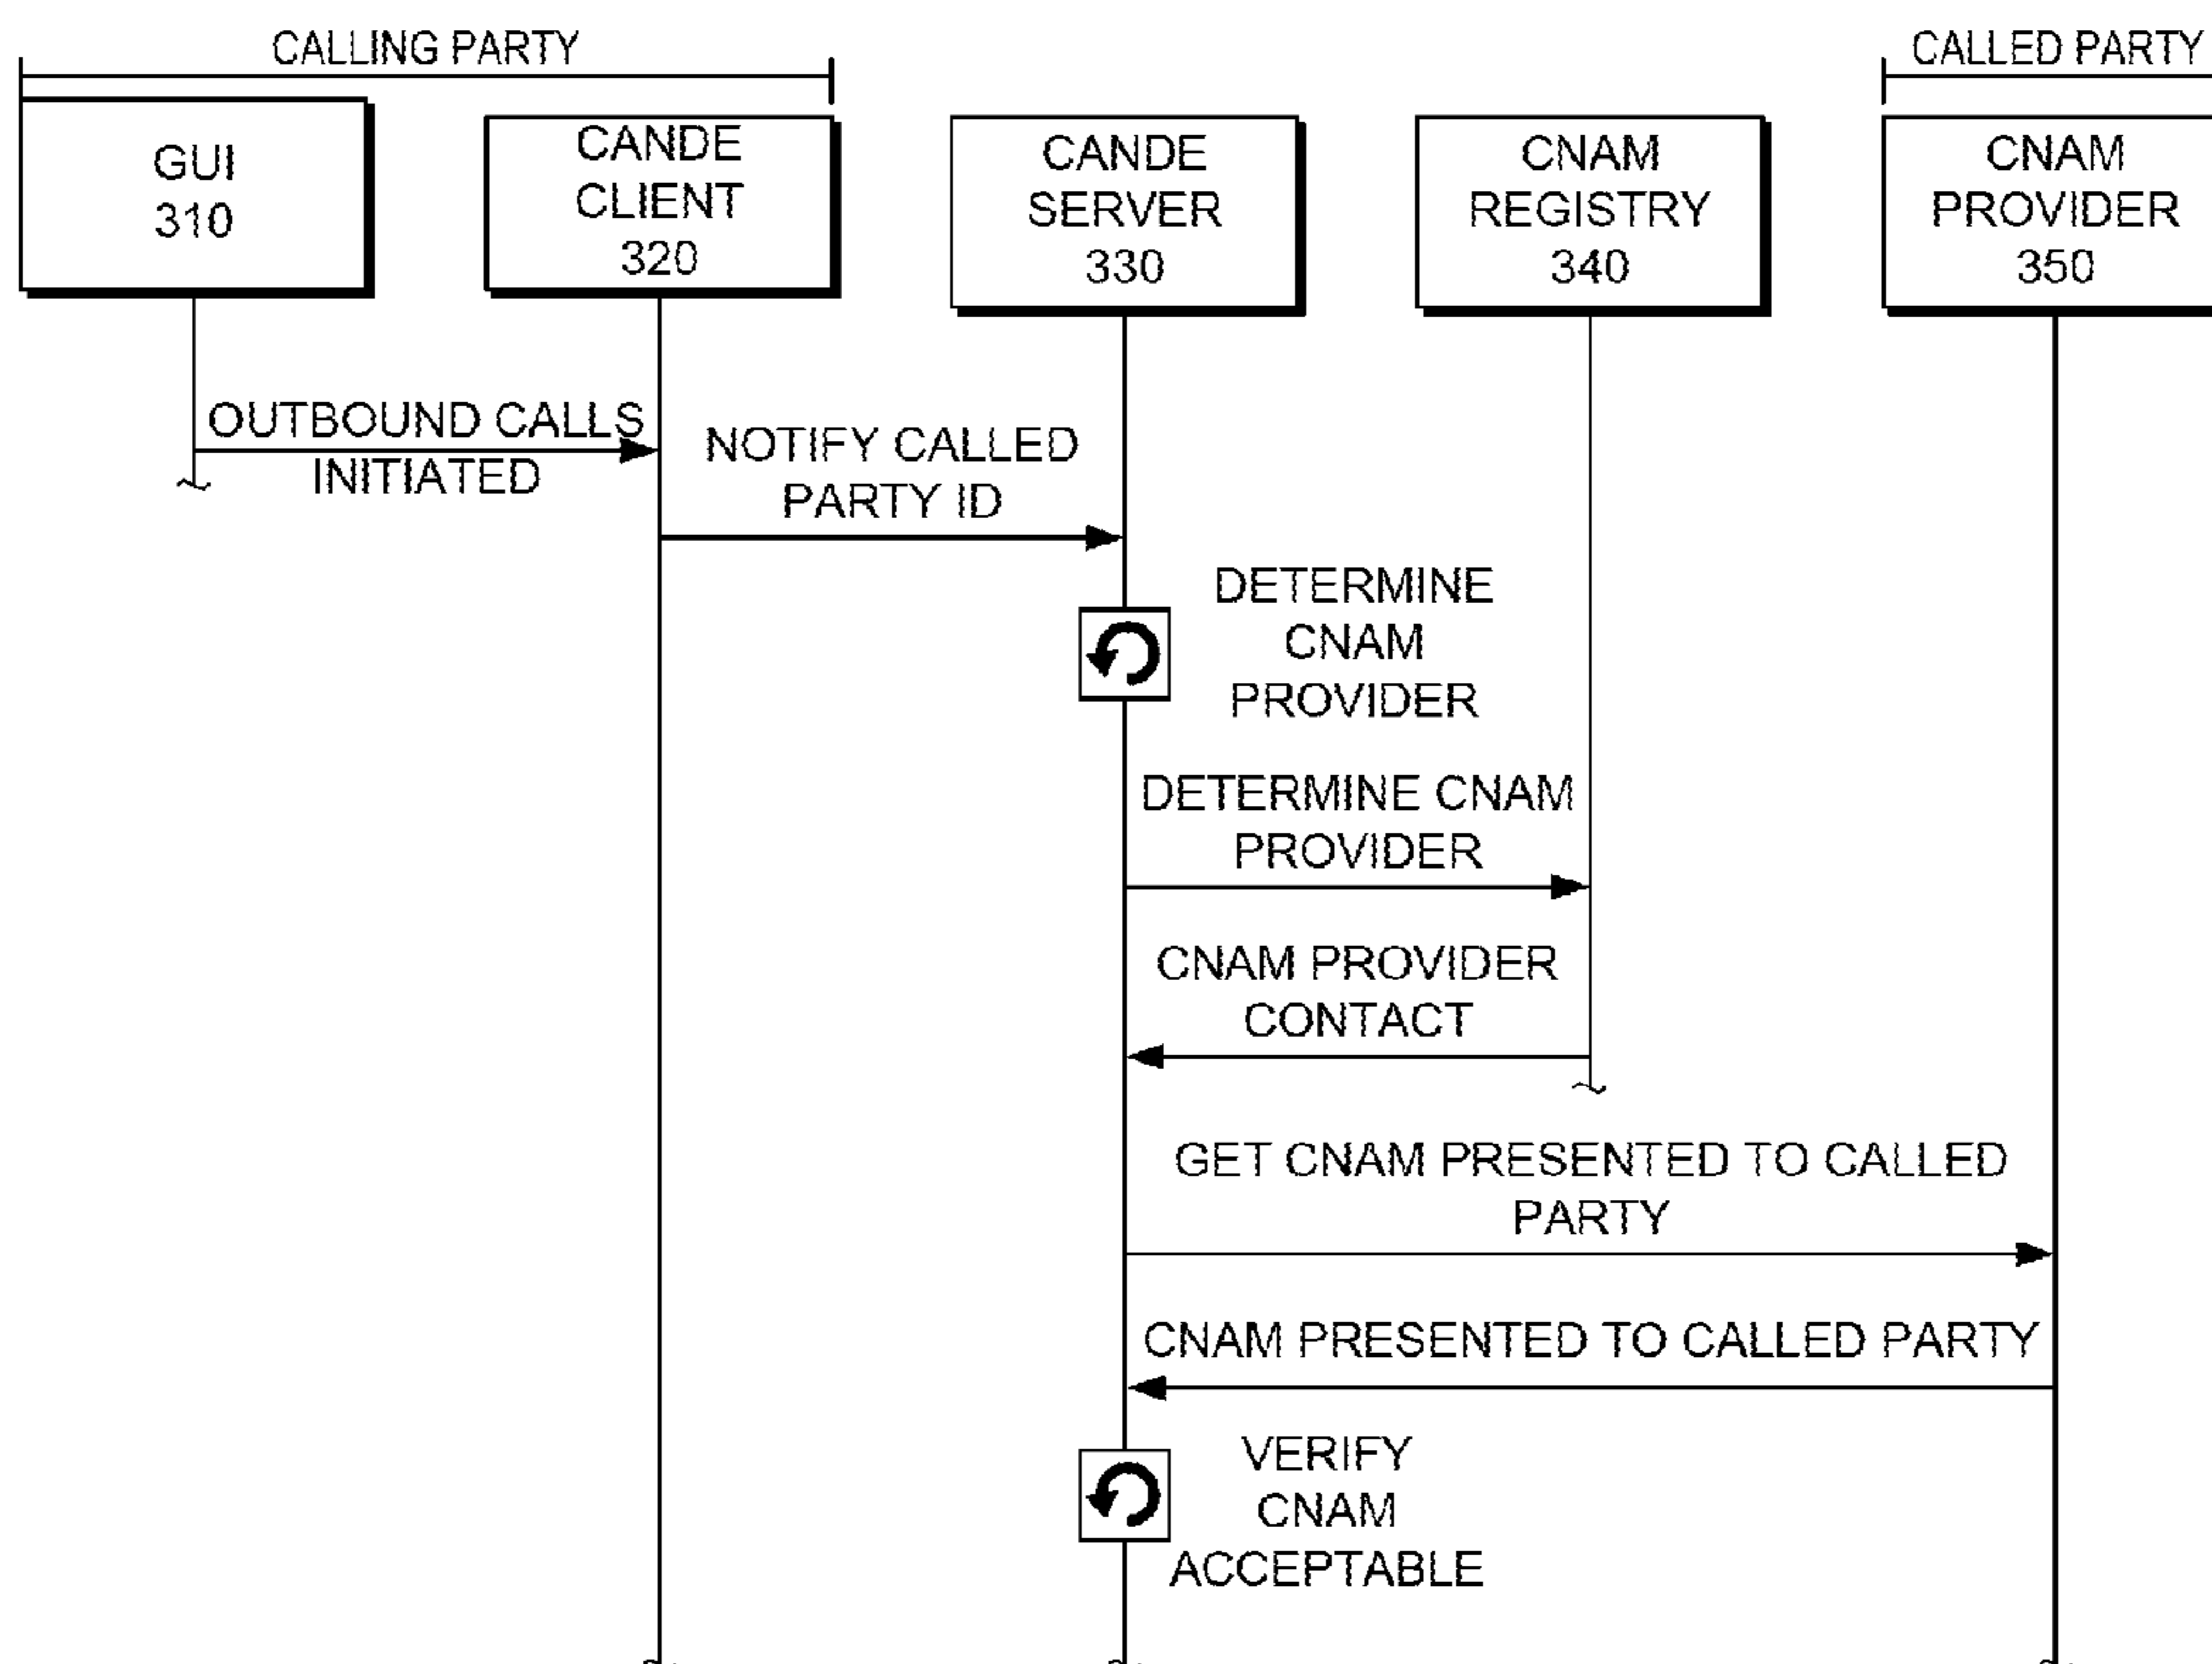 CALLING PARTY
CALLED PARTY
GUI
310
CANDE
CLIENT
320
CANDE
SERVER
330
CNAM
REGISTRY
340
CNAM
PROVIDER
350
OUTBOUND CALLS
INITIATED
NOTIFY CALLED
PARTY ID
DETERMINE
CNAM
PROVIDER
DETERMINE CNAM
PROVIDER
CNAM PROVIDER
CONTACT
GET CNAM PRESENTED TO CALLED
PARTY
CNAM PRESENTED TO CALLED PARTY
VERIFY
CNAM
ACCEPTABLE